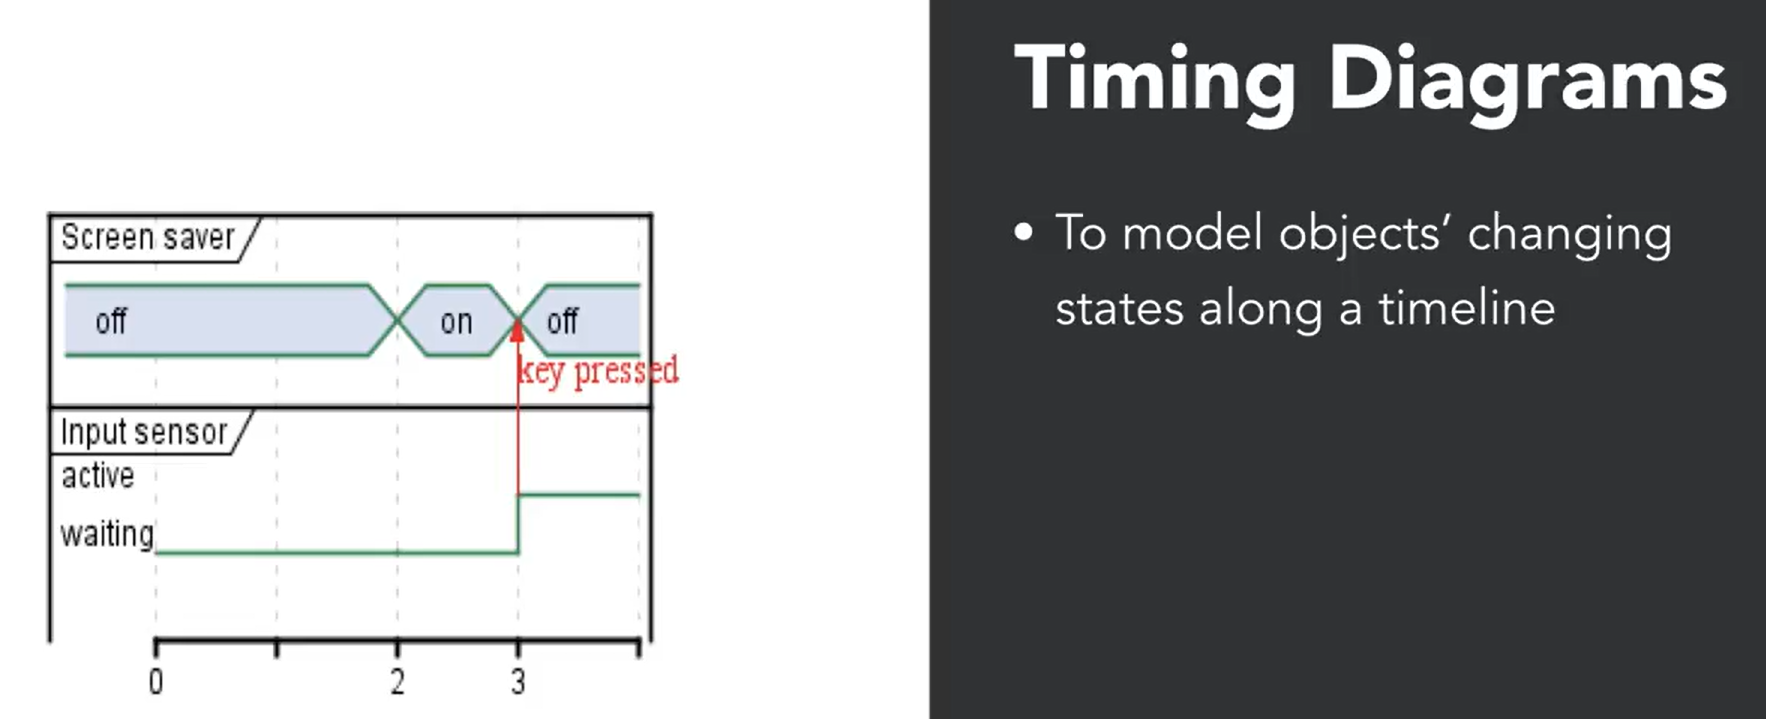 Timing Diagrams
• To model objects’ changing
states along a timeline
Screen saver
off
on
off
key pressed
Input sensor
active
waiting
0
2
3